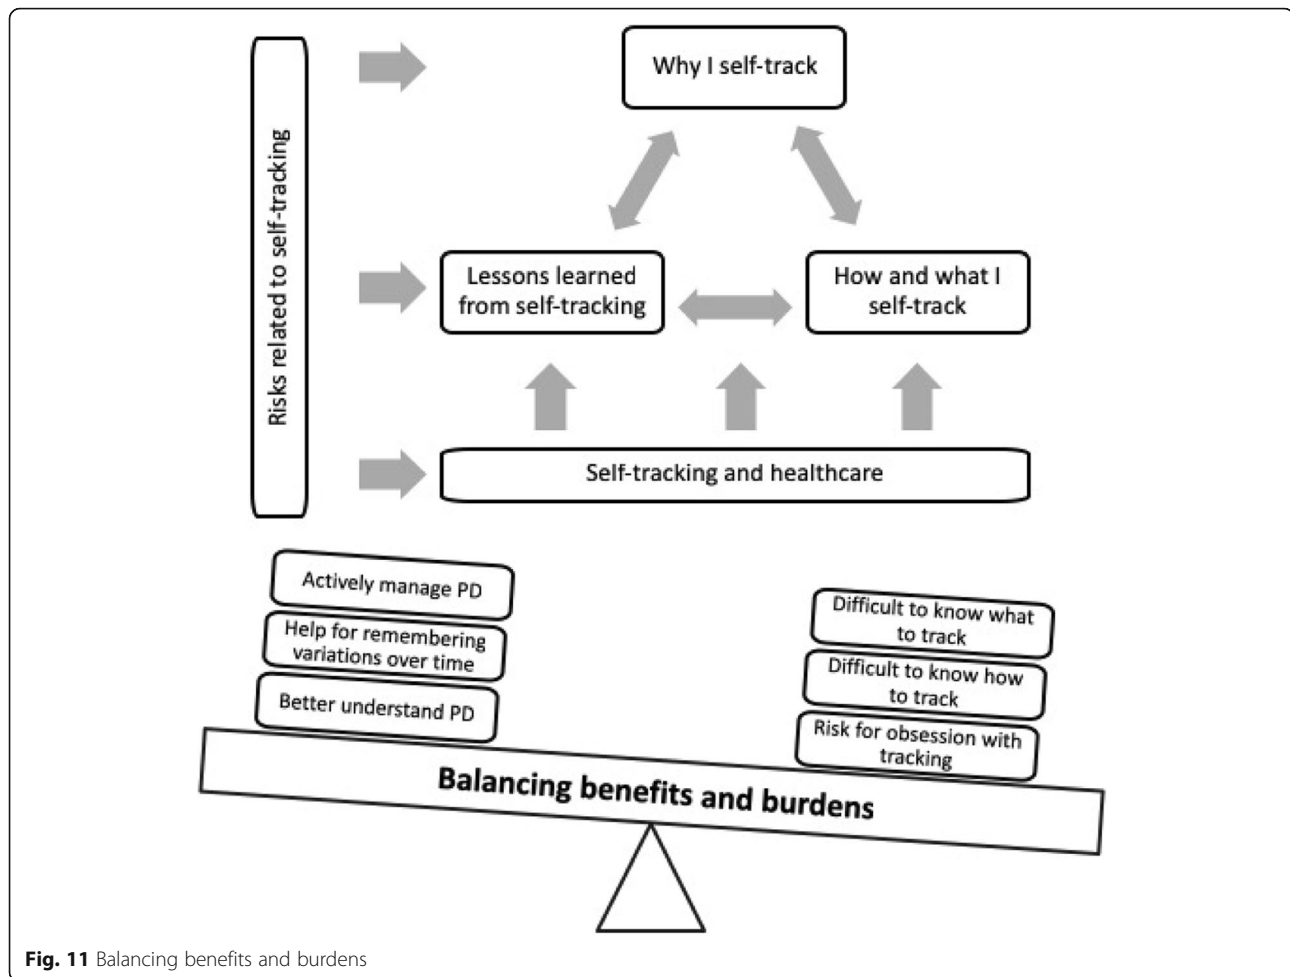 Risks related to self-tracking
Why I self-track
Lessons learned
from self-tracking
How and what I
self-track
Self-tracking and healthcare
Actively manage PD
Help for remembering
variations over time
Better understand PD
Difficult to know what
to track
Difficult to know how
to track
Risk for obsession with
tracking
Balancing benefits and burdens
Fig. 11 Balancing benefits and burdens